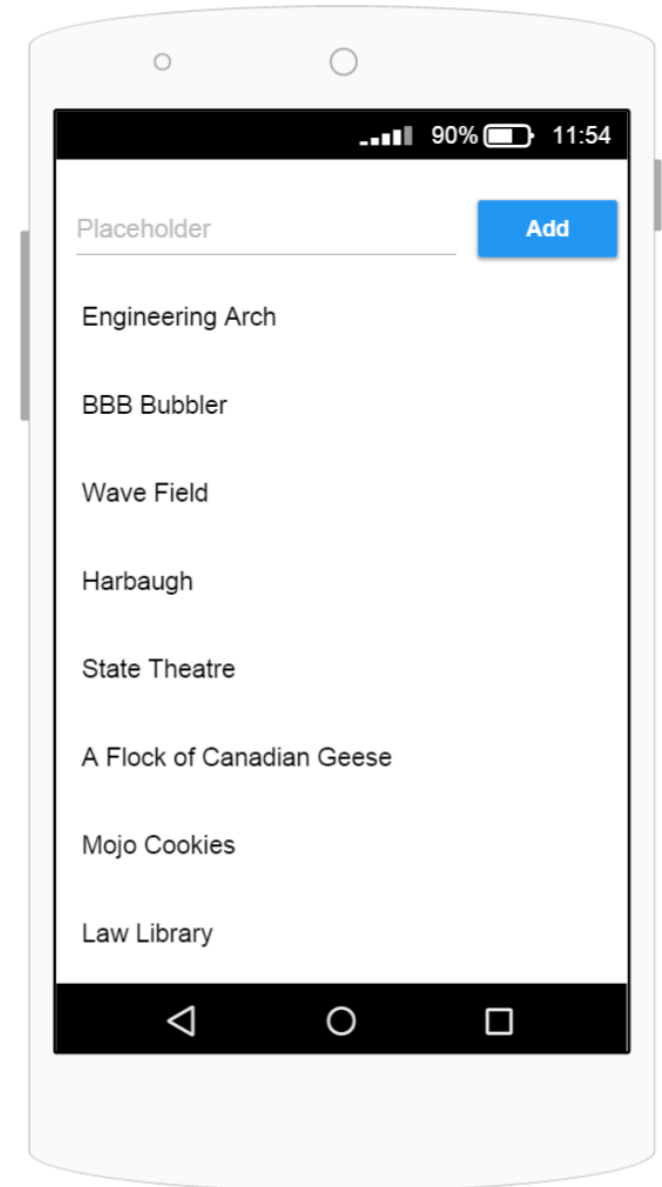 90% 11:54
Placeholder Add
Engineering Arch
BBB Bubbler
Wave Field
Harbaugh
State Theatre
A Flock of Canadian Geese
Mojo Cookies
Law Library